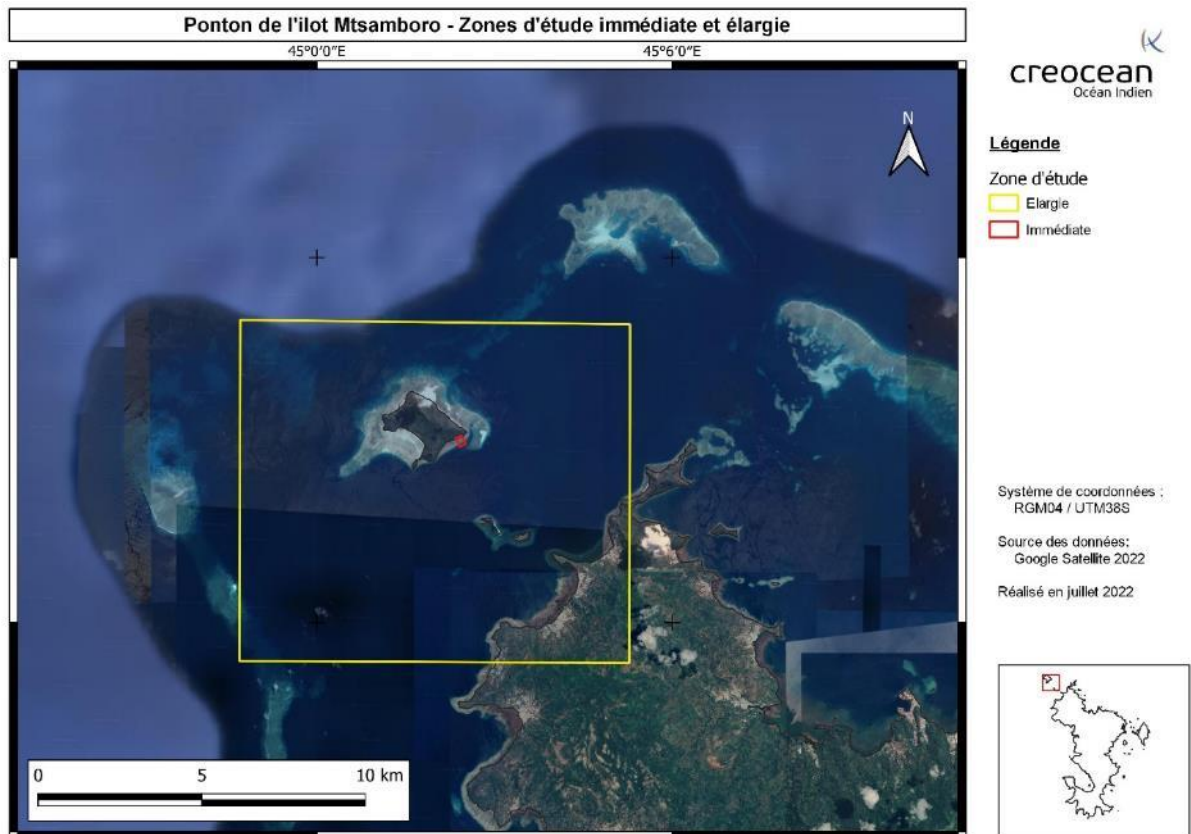 Ponton de l'ilot Mtsamboro - Zones d'étude immédiate et élargie
45°0'0"E
45°6'0"E
N
0
5
10 km
creocean
Océan Indien
Légende
Zone d'étude
Elargie
Immédiate
Système de coordonnées :
RGM04 / UTM38S
Source des données:
Google Satellite 2022
Réalisé en juillet 2022